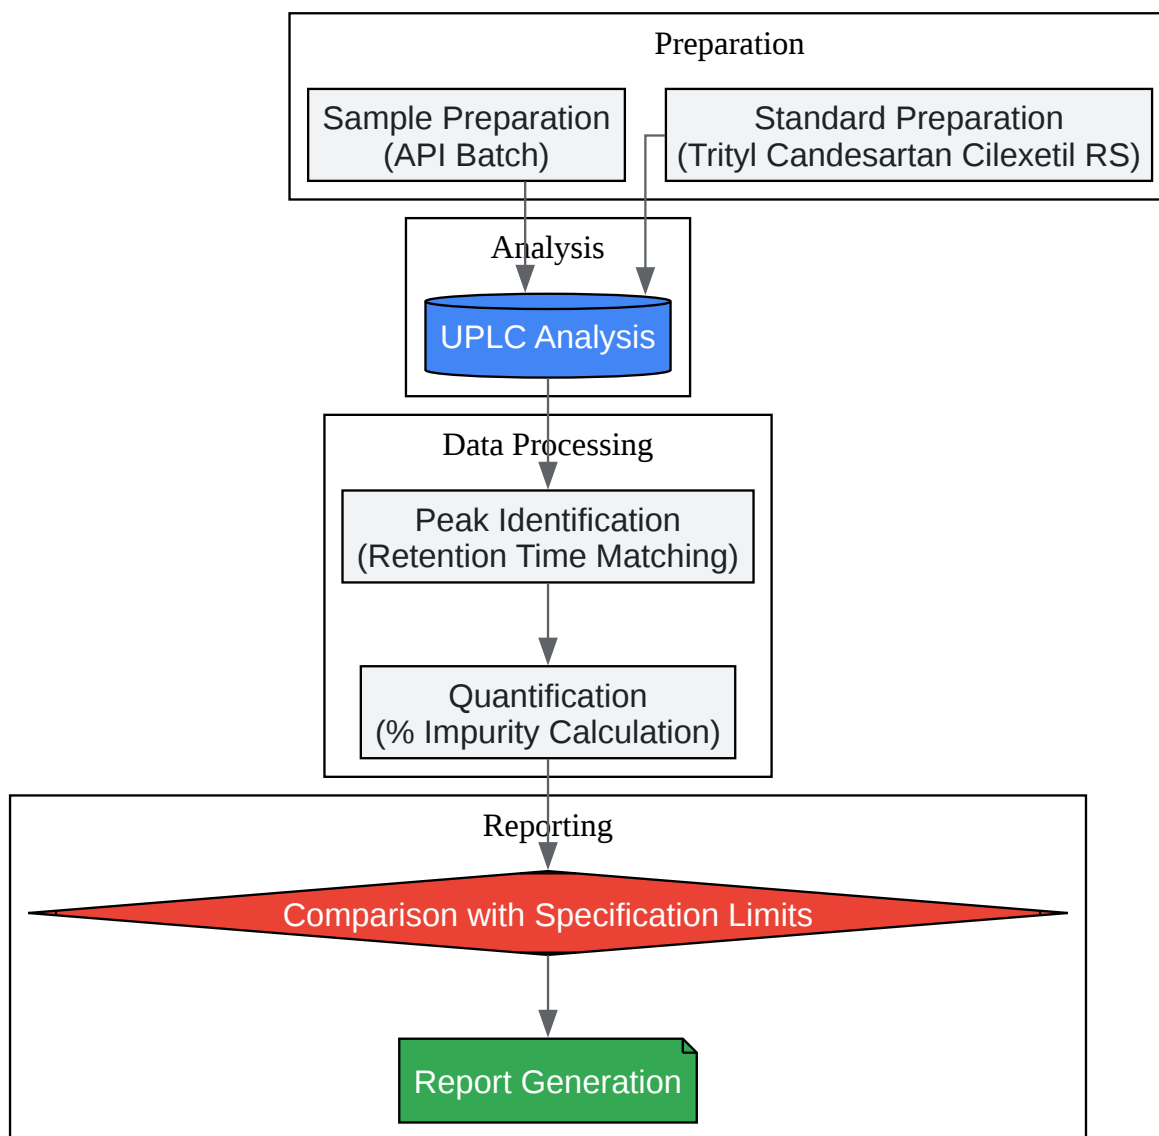 Preparation
Sample Preparation
(API Batch)
Standard Preparation
(Trityl Candesartan Cilexetil RS)
Analysis
UPLC Analysis
Data Processing
Peak Identification
(Retention Time Matching)
Quantification
(% Impurity Calculation)
Reporting
Comparison with Specification Limits
Report Generation